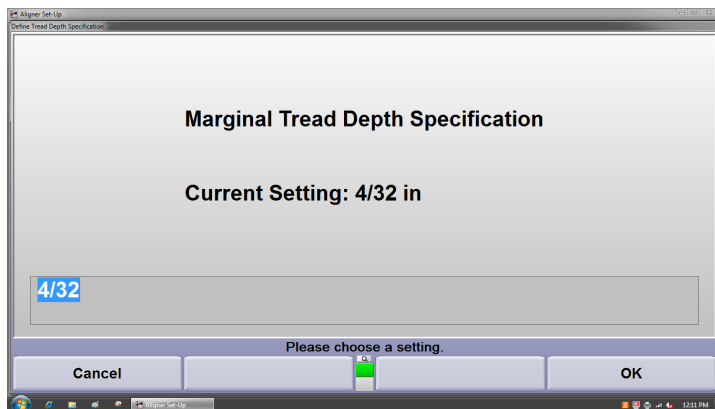 Aligner Set-Up
Define Tread Depth Specification
Marginal Tread Depth Specification
Current Setting: 4/32 in
4/32
Please choose a setting.
Cancel
OK
Aligner Set-Up
12:11 PM